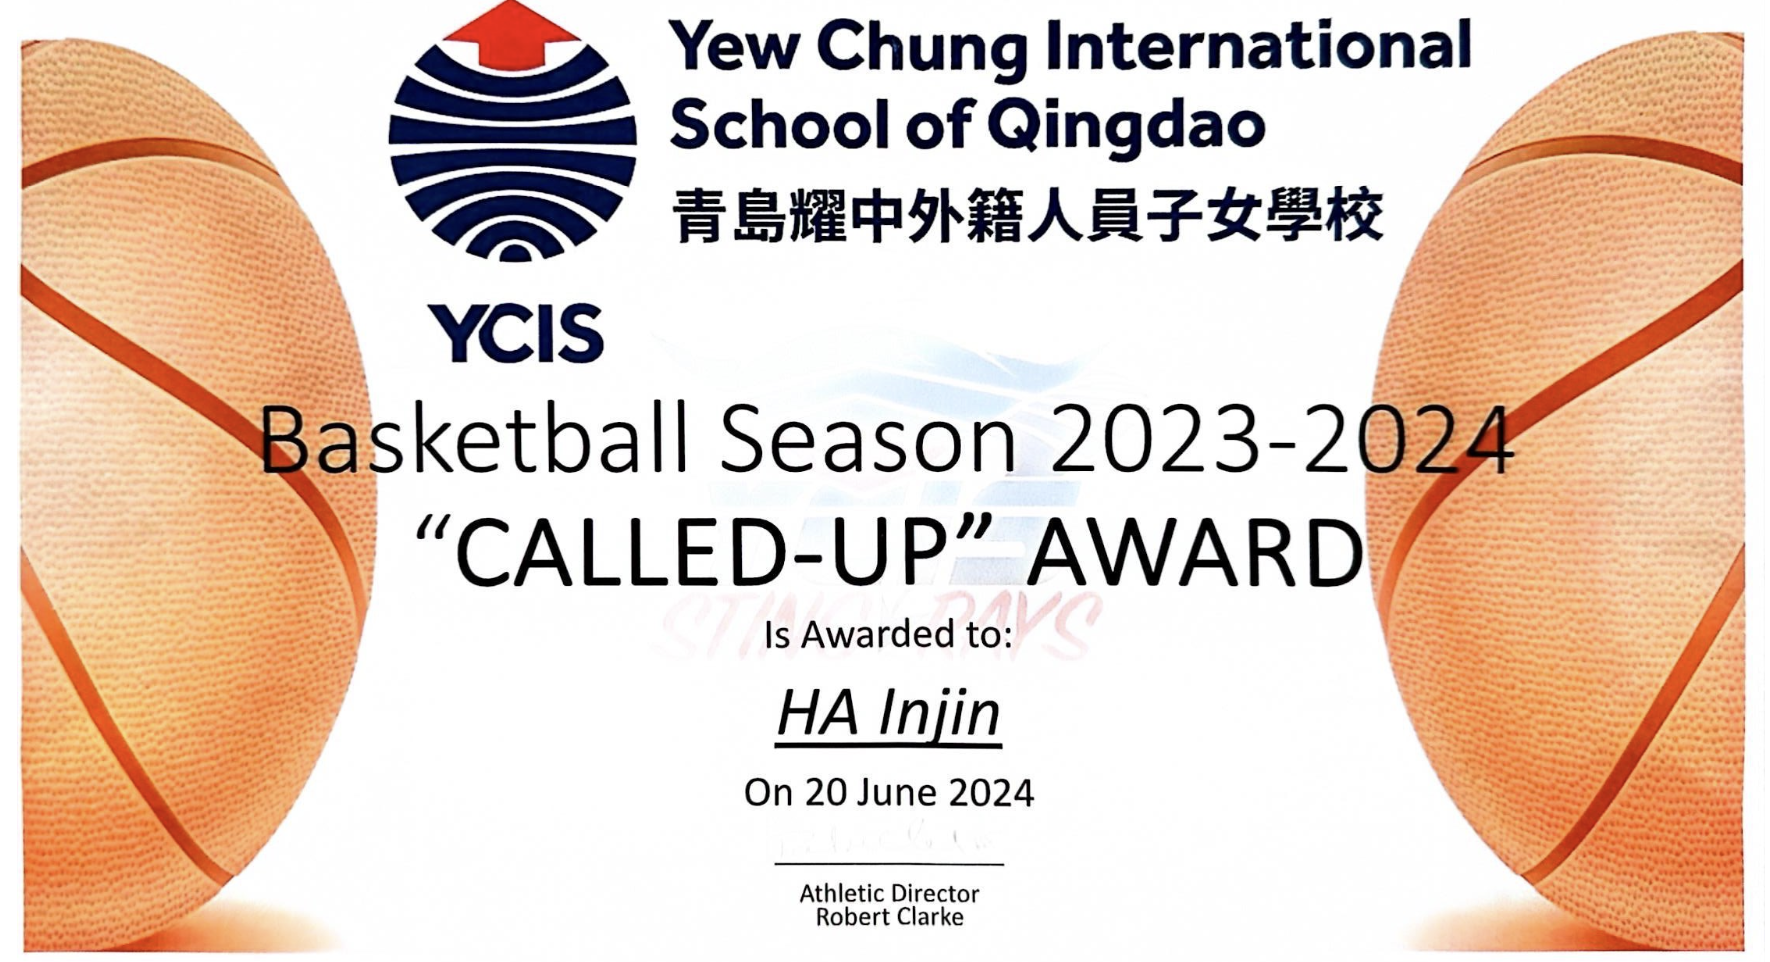 Yew Chung International
School of Qingdao
青島耀中外籍人員子女學校
YCIS
Basketball Season 2023-2024
“CALLED-UP” AWARD
STING RAYS
Is Awarded to:
HA Injin
On 20 June 2024
Athletic Director
Robert Clarke